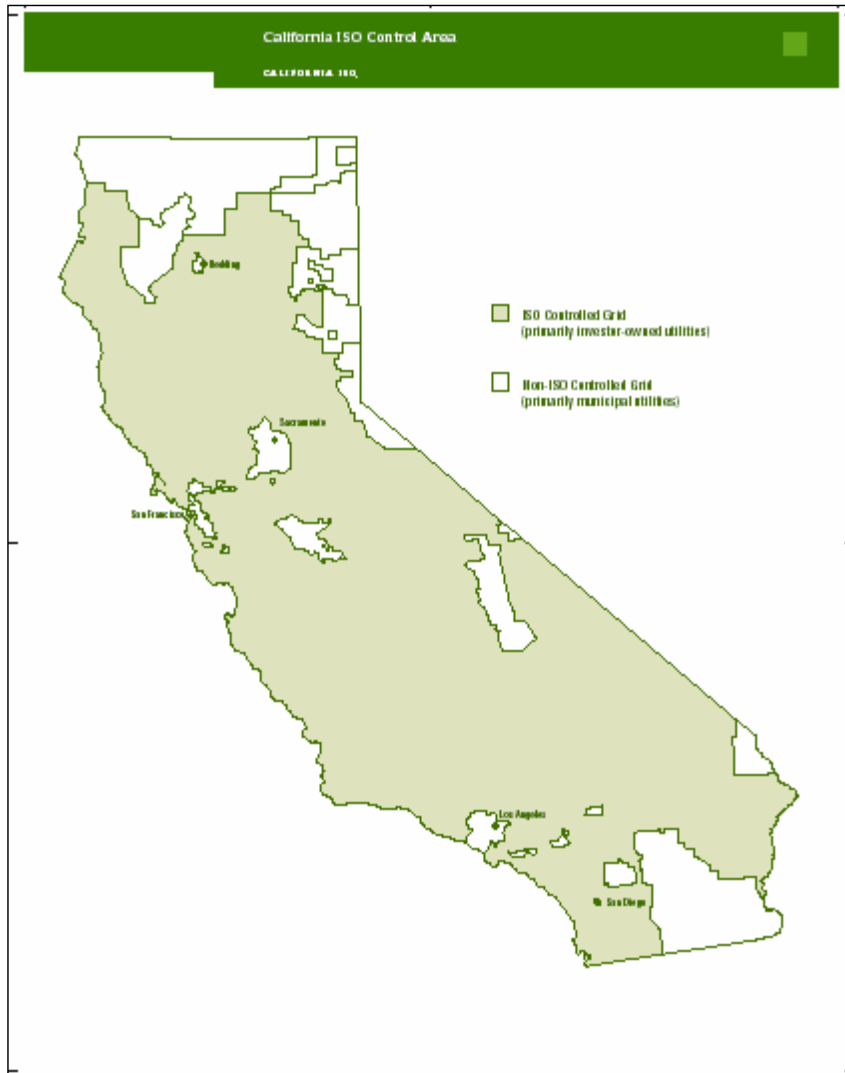 California ISO Control Area
CALIFORNIA ISO,
Redding
ISO Controlled Grid
(primarily investor-owned utilities)
Non-ISO Controlled Grid
(primarily municipal utilities)
Sacramento
San Francisco
Los Angeles
San Diego